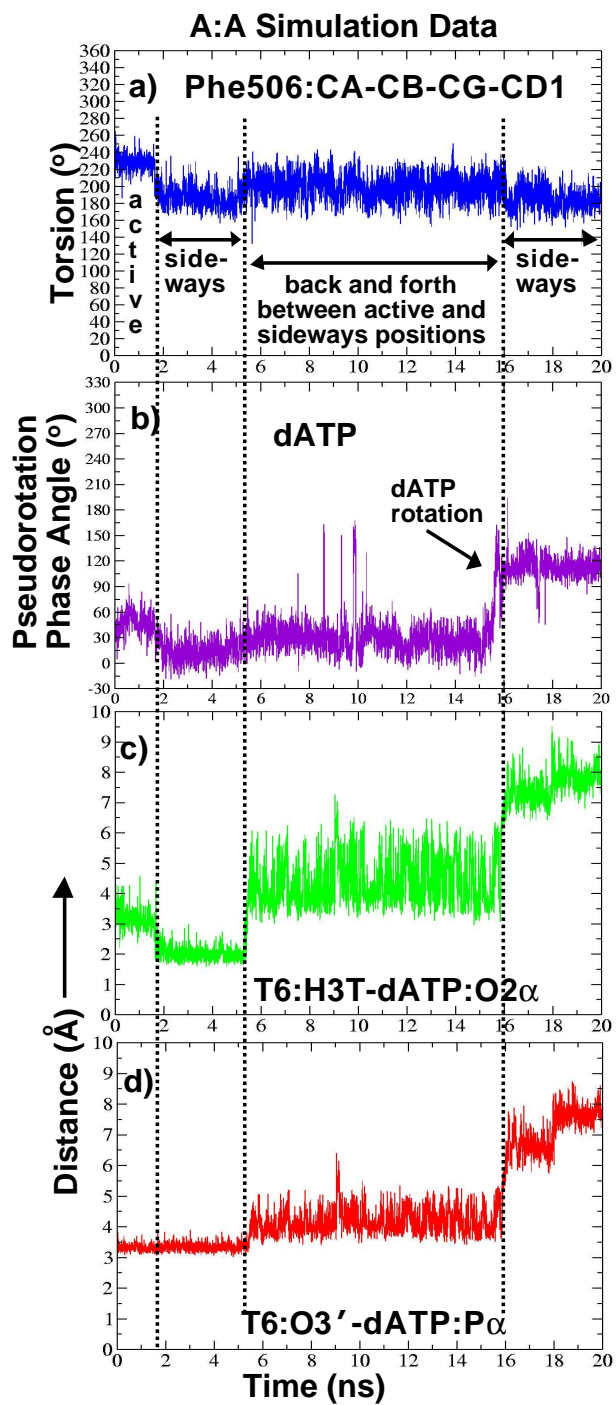 A:A Simulation Data
Torsion (º)
360
340
320
300
280
260
240
220
200
180
160
140
120
100
80
60
40
20
0
a) Phe506:CA-CB-CG-CD1
active
side-
ways
back and forth
between active and
sideways positions
side-
ways
0 2 4 6 8 10 12 14 16 18 20
Pseudorotation
Phase Angle (º)
330
300
270
240
210
180
150
120
90
60
30
0
-30
b) dATP
dATP
rotation
0 2 4 6 8 10 12 14 16 18 20
Distance (Å)
10
9
8
7
6
5
4
3
2
1
0
c)
T6:H3T-dATP:O2α
0 2 4 6 8 10 12 14 16 18 20
10
9
8
7
6
5
4
3
2
1
0
d)
T6:O3′-dATP:Pα
0 2 4 6 8 10 12 14 16 18 20
Time (ns)